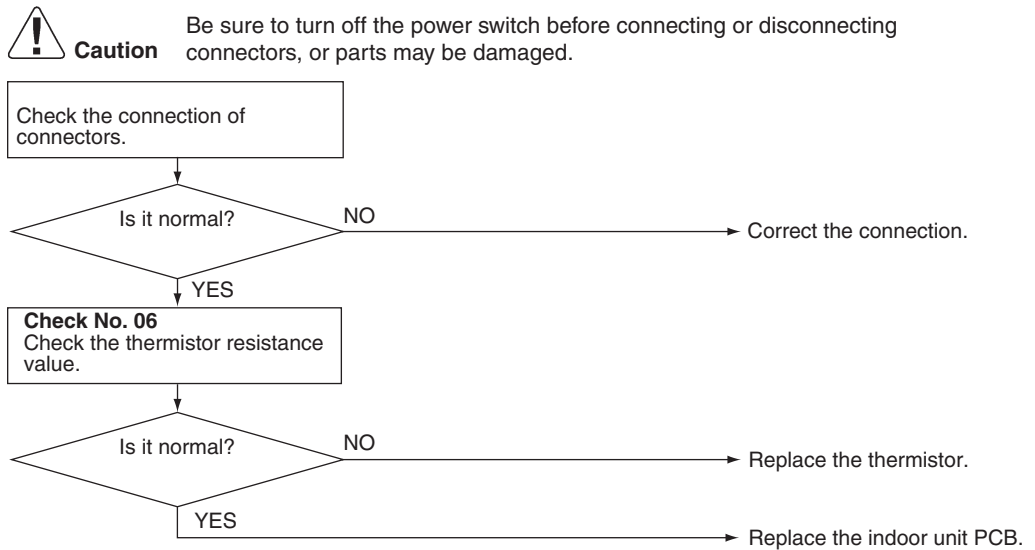 Caution
Be sure to turn off the power switch before connecting or disconnecting
connectors, or parts may be damaged.
Check the connection of
connectors.
Is it normal?
NO
Correct the connection.
YES
Check No. 06
Check the thermistor resistance
value.
Is it normal?
NO
Replace the thermistor.
YES
Replace the indoor unit PCB.